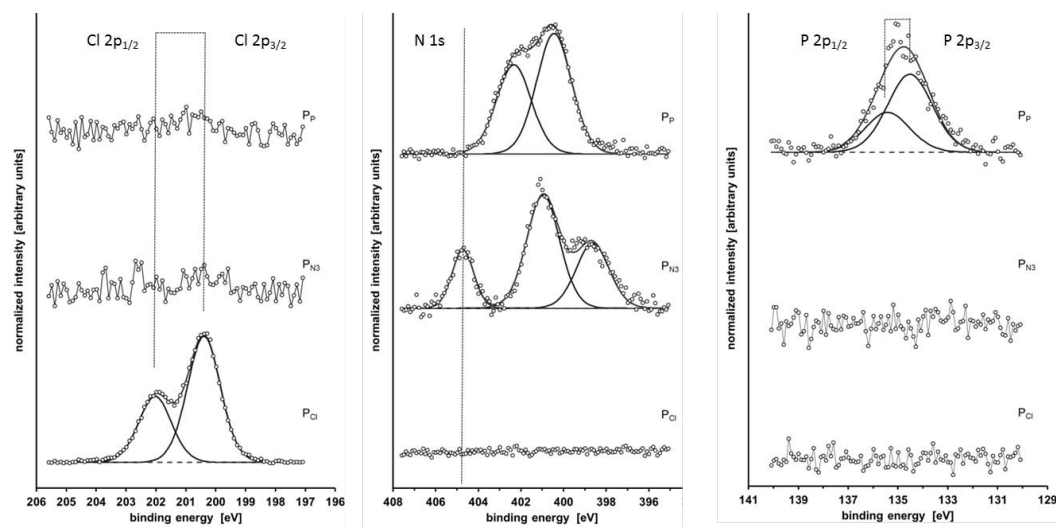 Cl 2p1/2 Cl 2p3/2
PP
PN3
PCl
normalized intensity [arbitrary units]
206 205 204 203 202 201 200 199 198 197 196
binding energy [eV]
N 1s
PP
PN3
PCl
normalized intensity [arbitrary units]
408 406 404 402 400 398 396
binding energy [eV]
P 2p1/2 P 2p3/2
PP
PN3
PCl
normalized intensity [arbitrary units]
141 139 137 135 133 131 129
binding energy [eV]